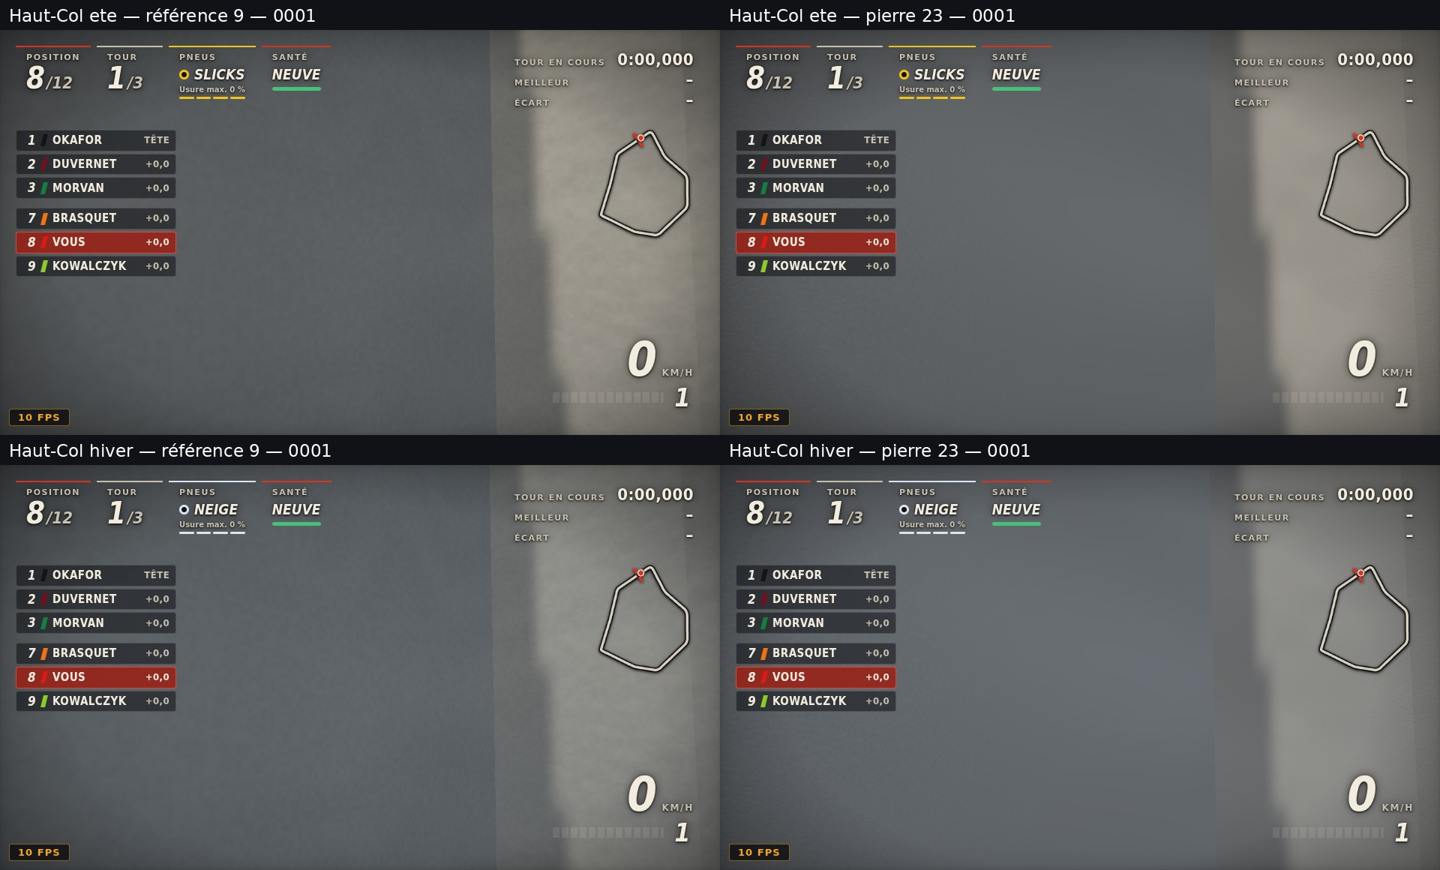 Haut-Col ete — référence 9 — 0001
POSITION TOUR PNEUS SANTÉ
8/12 1/3 SLICKS NEUVE
Usure max. 0 %
TOUR EN COURS 0:00,000
MEILLEUR –
ÉCART –
1 OKAFOR TÊTE
2 DUVERNET +0,0
3 MORVAN +0,0
7 BRASQUET +0,0
8 VOUS +0,0
9 KOWALCZYK +0,0
0 KM/H
1
10 FPS
Haut-Col ete — pierre 23 — 0001
POSITION TOUR PNEUS SANTÉ
8/12 1/3 SLICKS NEUVE
Usure max. 0 %
TOUR EN COURS 0:00,000
MEILLEUR –
ÉCART –
1 OKAFOR TÊTE
2 DUVERNET +0,0
3 MORVAN +0,0
7 BRASQUET +0,0
8 VOUS +0,0
9 KOWALCZYK +0,0
0 KM/H
1
10 FPS
Haut-Col hiver — référence 9 — 0001
POSITION TOUR PNEUS SANTÉ
8/12 1/3 NEIGE NEUVE
Usure max. 0 %
TOUR EN COURS 0:00,000
MEILLEUR –
ÉCART –
1 OKAFOR TÊTE
2 DUVERNET +0,0
3 MORVAN +0,0
7 BRASQUET +0,0
8 VOUS +0,0
9 KOWALCZYK +0,0
0 KM/H
1
10 FPS
Haut-Col hiver — pierre 23 — 0001
POSITION TOUR PNEUS SANTÉ
8/12 1/3 NEIGE NEUVE
Usure max. 0 %
TOUR EN COURS 0:00,000
MEILLEUR –
ÉCART –
1 OKAFOR TÊTE
2 DUVERNET +0,0
3 MORVAN +0,0
7 BRASQUET +0,0
8 VOUS +0,0
9 KOWALCZYK +0,0
0 KM/H
1
10 FPS